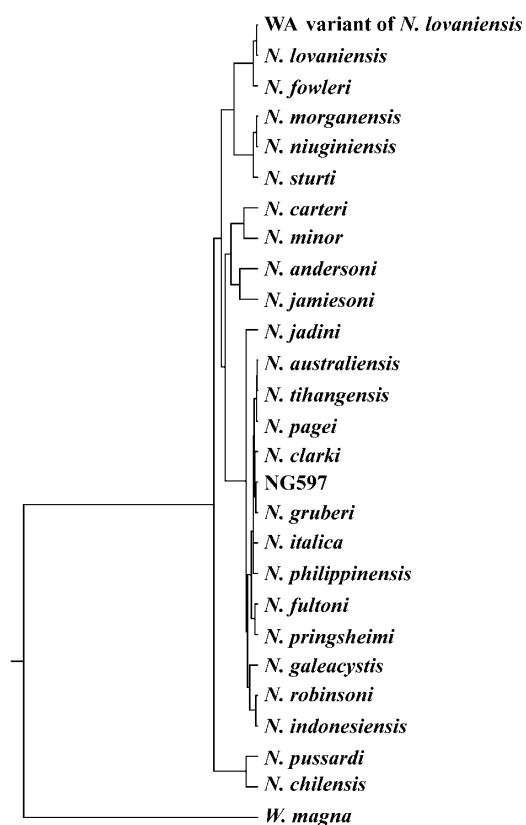 WA variant of N. lovaniensis
N. lovaniensis
N. fowleri
N. morganensis
N. niuginiensis
N. sturti
N. carteri
N. minor
N. andersoni
N. jamiesoni
N. jadini
N. australiensis
N. tihangensis
N. pagei
N. clarki
NG597
N. gruberi
N. italica
N. philippinensis
N. fultoni
N. pringsheimi
N. galeacystis
N. robinsoni
N. indonesiensis
N. pussardi
N. chilensis
W. magna